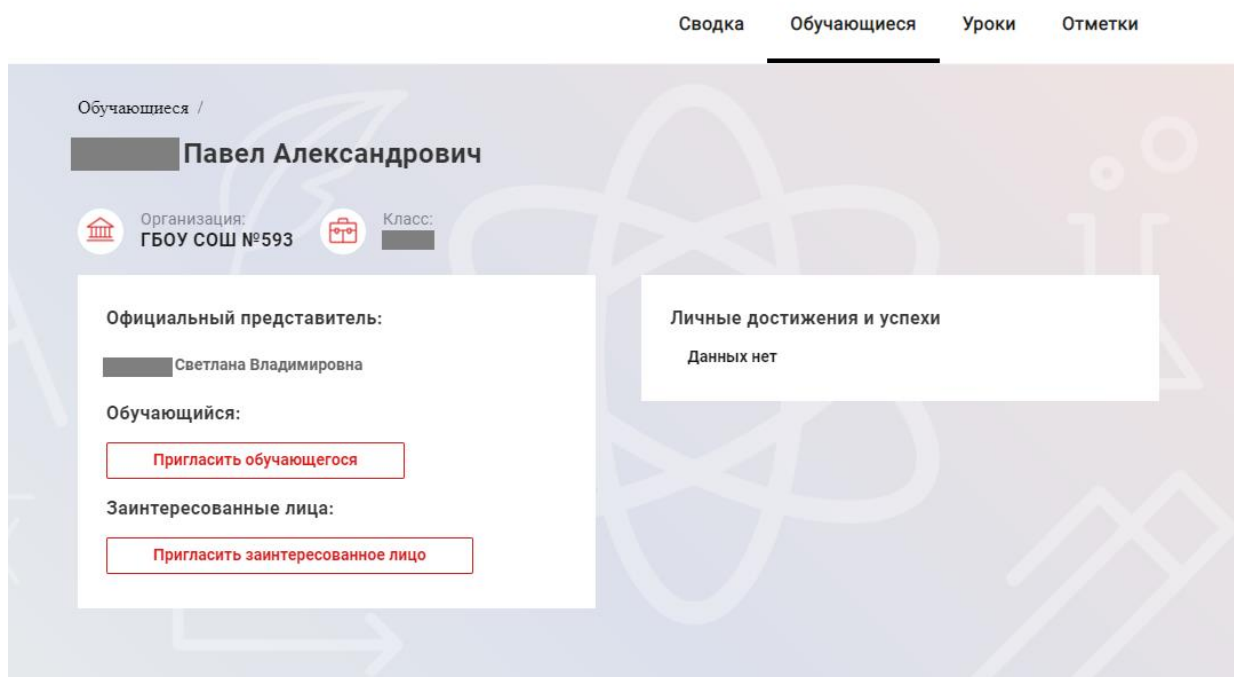 Сводка Обучающиеся Уроки Отметки
Обучающиеся /
Павел Александрович
Организация:
ГБОУ СОШ №593
Класс:
Официальный представитель:
Светлана Владимировна
Обучающийся:
Пригласить обучающегося
Заинтересованные лица:
Пригласить заинтересованное лицо
Личные достижения и успехи
Данных нет